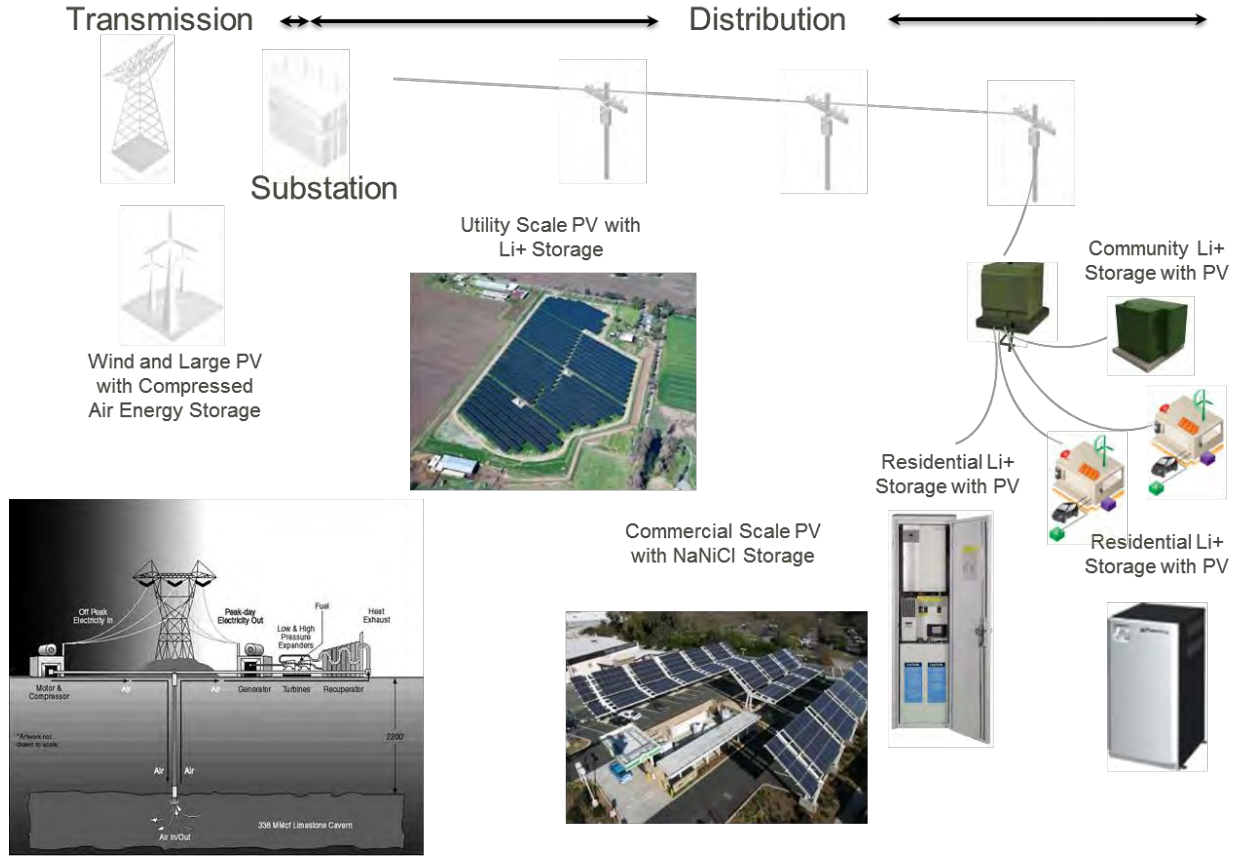 Transmission
Distribution
Substation
Utility Scale PV with
Li+ Storage
Community Li+
Storage with PV
Wind and Large PV
with Compressed
Air Energy Storage
Residential Li+
Storage with PV
Commercial Scale PV
with NaNiCl Storage
Residential Li+
Storage with PV
Off Peak
Electricity In
Peak-day
Electricity Out
Fuel
Heat
Exhaust
Low & High
Pressure
Expanders
Motor &
Compressor
Air
Air
Generator
Turbines
Recuperator
*Artwork not
drawn to scale.
2200'
Air
Air
338 MMcf Limestone Cavern
Air In/Out
CAUTION
CAUTION